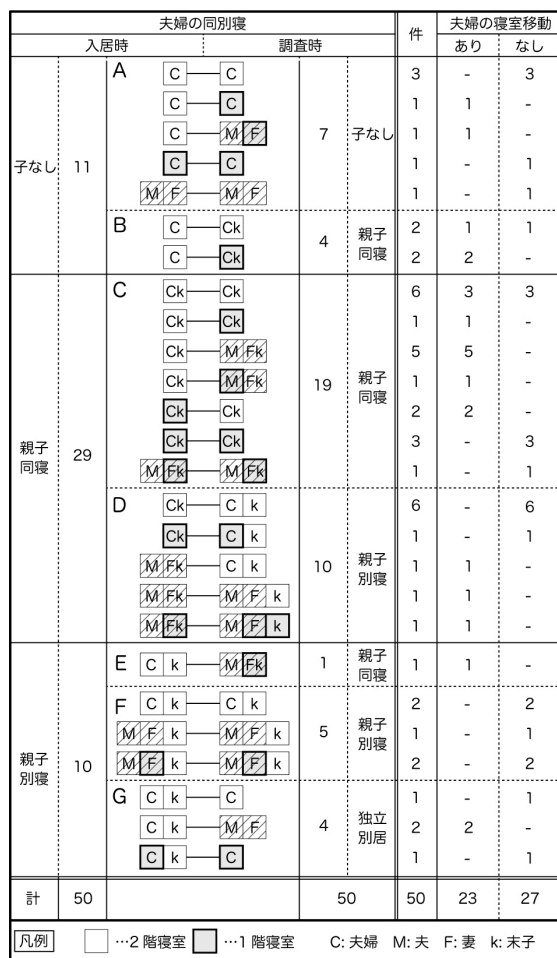 夫婦の同別寝 件 夫婦の寝室移動
入居時 調査時 あり なし
子なし 11 A C C 7 子なし 3 - 3
C C 1 1 -
C M F 1 1 -
C C 1 - 1
M F M F 1 - 1
B C Ck 4 親子同寝 2 1 1
C Ck 2 2 -
親子同寝 29 C Ck Ck 19 親子同寝 6 3 3
Ck Ck 1 1 -
Ck M Fk 5 5 -
Ck M Fk 1 1 -
Ck Ck 2 2 -
Ck Ck 3 - 3
M Fk M Fk 1 - 1
D Ck C k 10 親子別寝 6 - 6
Ck C k 1 - 1
M Fk C k 1 1 -
M Fk M F k 1 1 -
M Fk M F k 1 1 -
親子別寝 10 E C k M Fk 1 親子同寝 1 1 -
F C k C k 5 親子別寝 2 - 2
M F k M F k 1 - 1
M F k M F k 2 - 2
G C k C 4 独立別居 1 - 1
C k M F 2 2 -
C k C 1 - 1
計 50 50 50 23 27
凡例 …2階寝室 …1階寝室 C: 夫婦 M: 夫 F: 妻 k: 末子